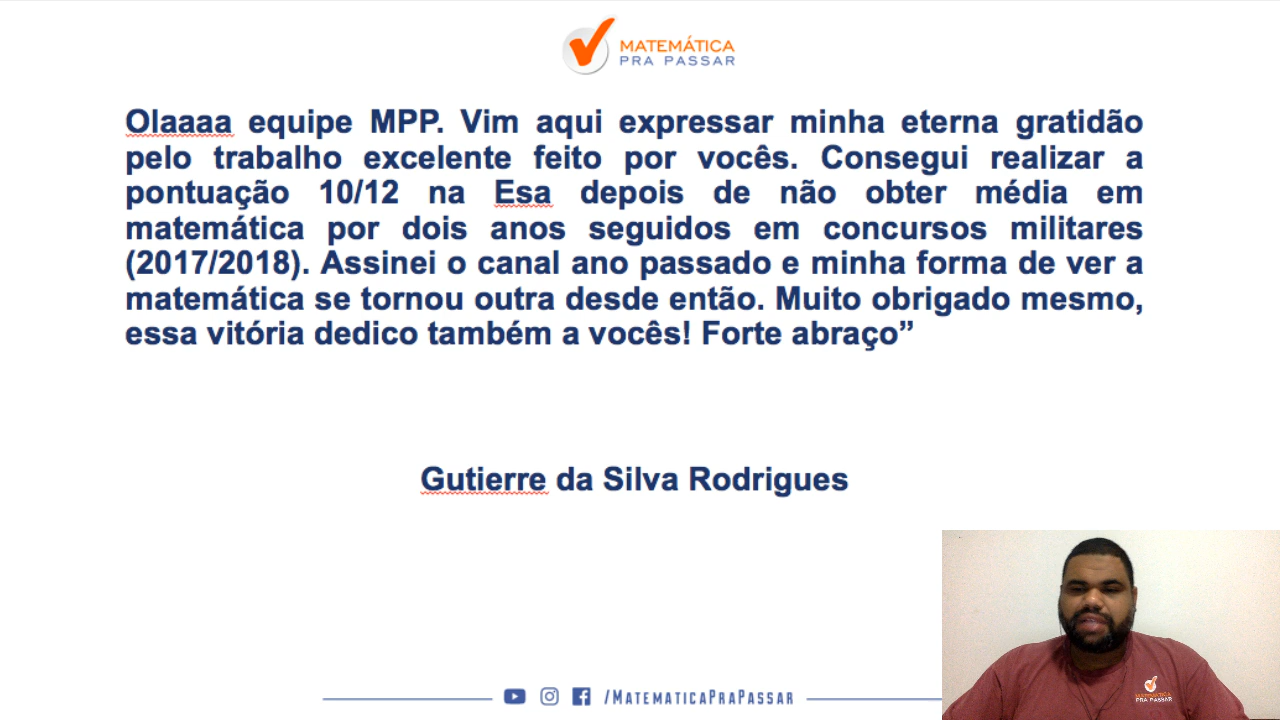 MATEMÁTICA
PRA PASSAR
Olaaaa equipe MPP. Vim aqui expressar minha eterna gratidão
pelo trabalho excelente feito por vocês. Consegui realizar a
pontuação 10/12 na Esa depois de não obter média em
matemática por dois anos seguidos em concursos militares
(2017/2018). Assinei o canal ano passado e minha forma de ver a
matemática se tornou outra desde então. Muito obrigado mesmo,
essa vitória dedico também a vocês! Forte abraço”
Gutierre da Silva Rodrigues
/MATEMATICAPRAPASSAR
MATEMÁTICA
PRA PASSAR